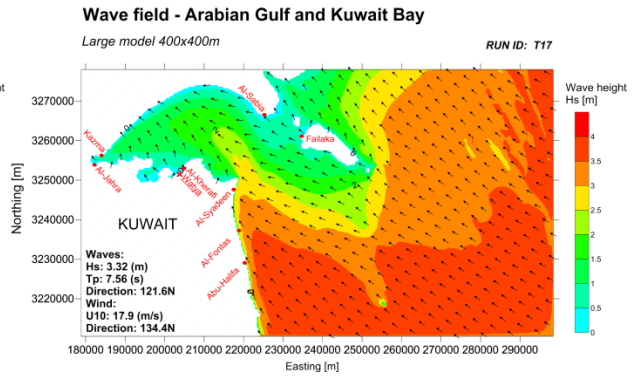 Wave field - Arabian Gulf and Kuwait Bay
Large model 400x400m
RUN ID: T17
Wave height
Hs [m]
4
3.5
3
2.5
2
1.5
1
0.5
0
Northing [m]
3270000
3260000
3250000
3240000
3230000
3220000
Al-Sabia
Failaka
Kazma
Al-Jahra
Al-Kherafi
Al-Syadeen
KUWAIT
Al-Fontas
Abu-Halifa
Waves:
Hs: 3.32 (m)
Tp: 7.56 (s)
Direction: 121.6N
Wind:
U10: 17.9 (m/s)
Direction: 134.4N
180000 190000 200000 210000 220000 230000 240000 250000 260000 270000 280000 290000
Easting [m]